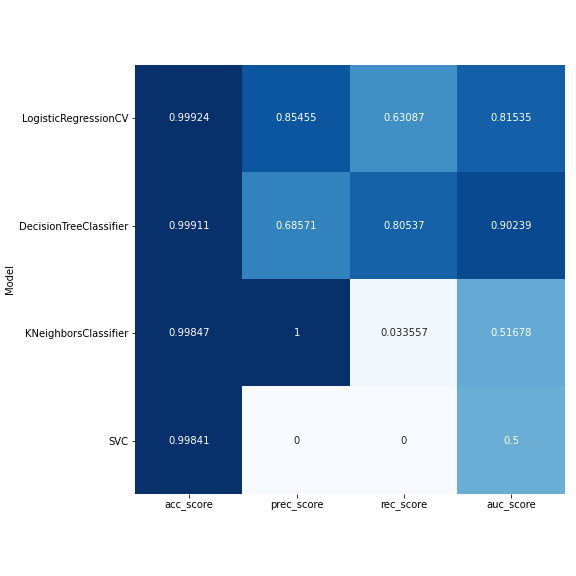 LogisticRegressionCV 0.99924 0.85455 0.63087 0.81535
DecisionTreeClassifier 0.99911 0.68571 0.80537 0.90239
Model
KNeighborsClassifier 0.99847 1 0.033557 0.51678
SVC 0.99841 0 0 0.5
acc_score prec_score rec_score auc_score